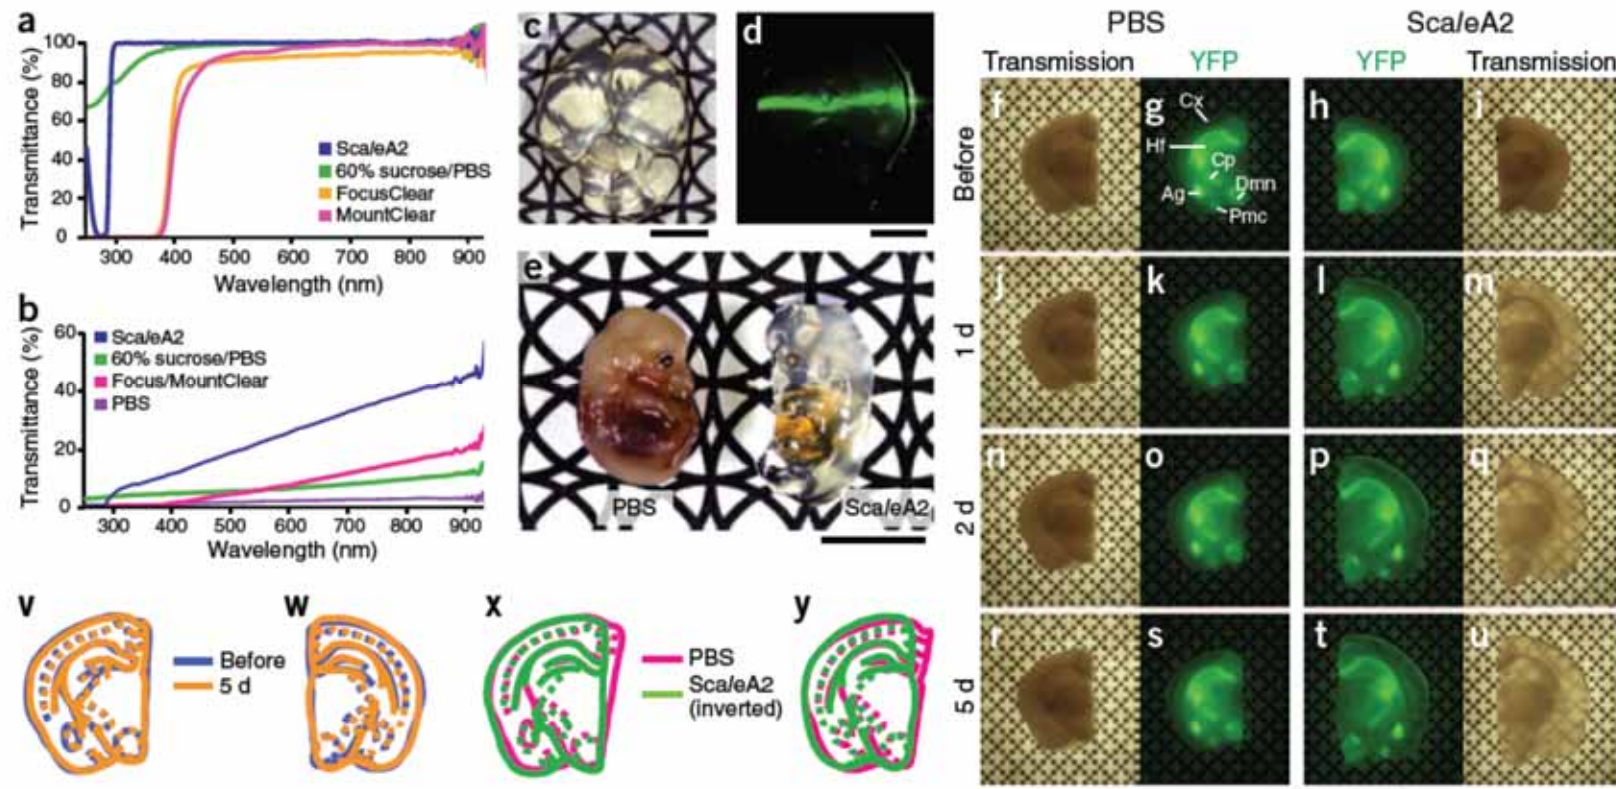 a
Transmittance (%)
100
80
60
40
20
0
300 400 500 600 700 800 900
Wavelength (nm)
Sca/eA2
60% sucrose/PBS
FocusClear
MountClear
b
Transmittance (%)
60
40
20
0
300 400 500 600 700 800 900
Wavelength (nm)
Sca/eA2
60% sucrose/PBS
Focus/MountClear
PBS
c
d
e
PBS
Sca/eA2
PBS
Sca/eA2
Transmission
YFP
YFP
Transmission
Before
f
g
Cx
Hf
Cp
Ag
Dmn
Pmc
h
i
1 d
j
k
l
m
2 d
n
o
p
q
5 d
r
s
t
u
v
Before
5 d
w
x
PBS
Sca/eA2
(inverted)
y